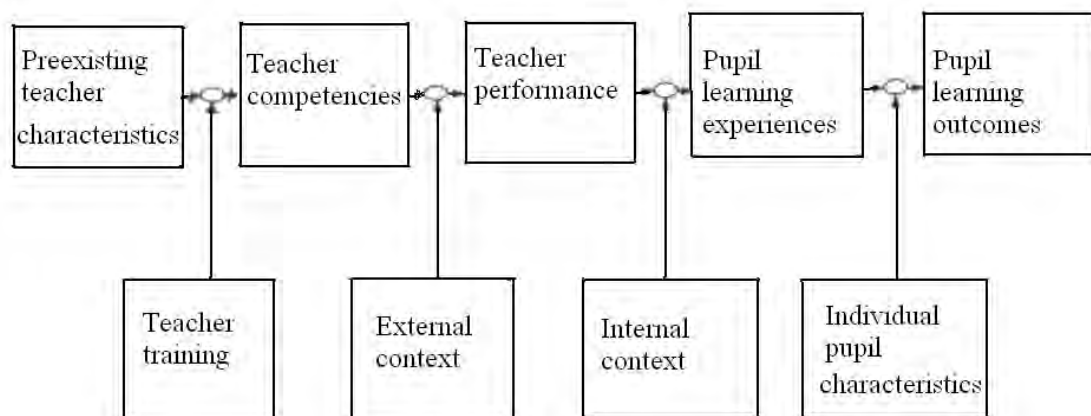 Preexisting
teacher
characteristics
Teacher
competencies
Teacher
performance
Pupil
learning
experiences
Pupil
learning
outcomes
Teacher
training
External
context
Internal
context
Individual
pupil
characteristics